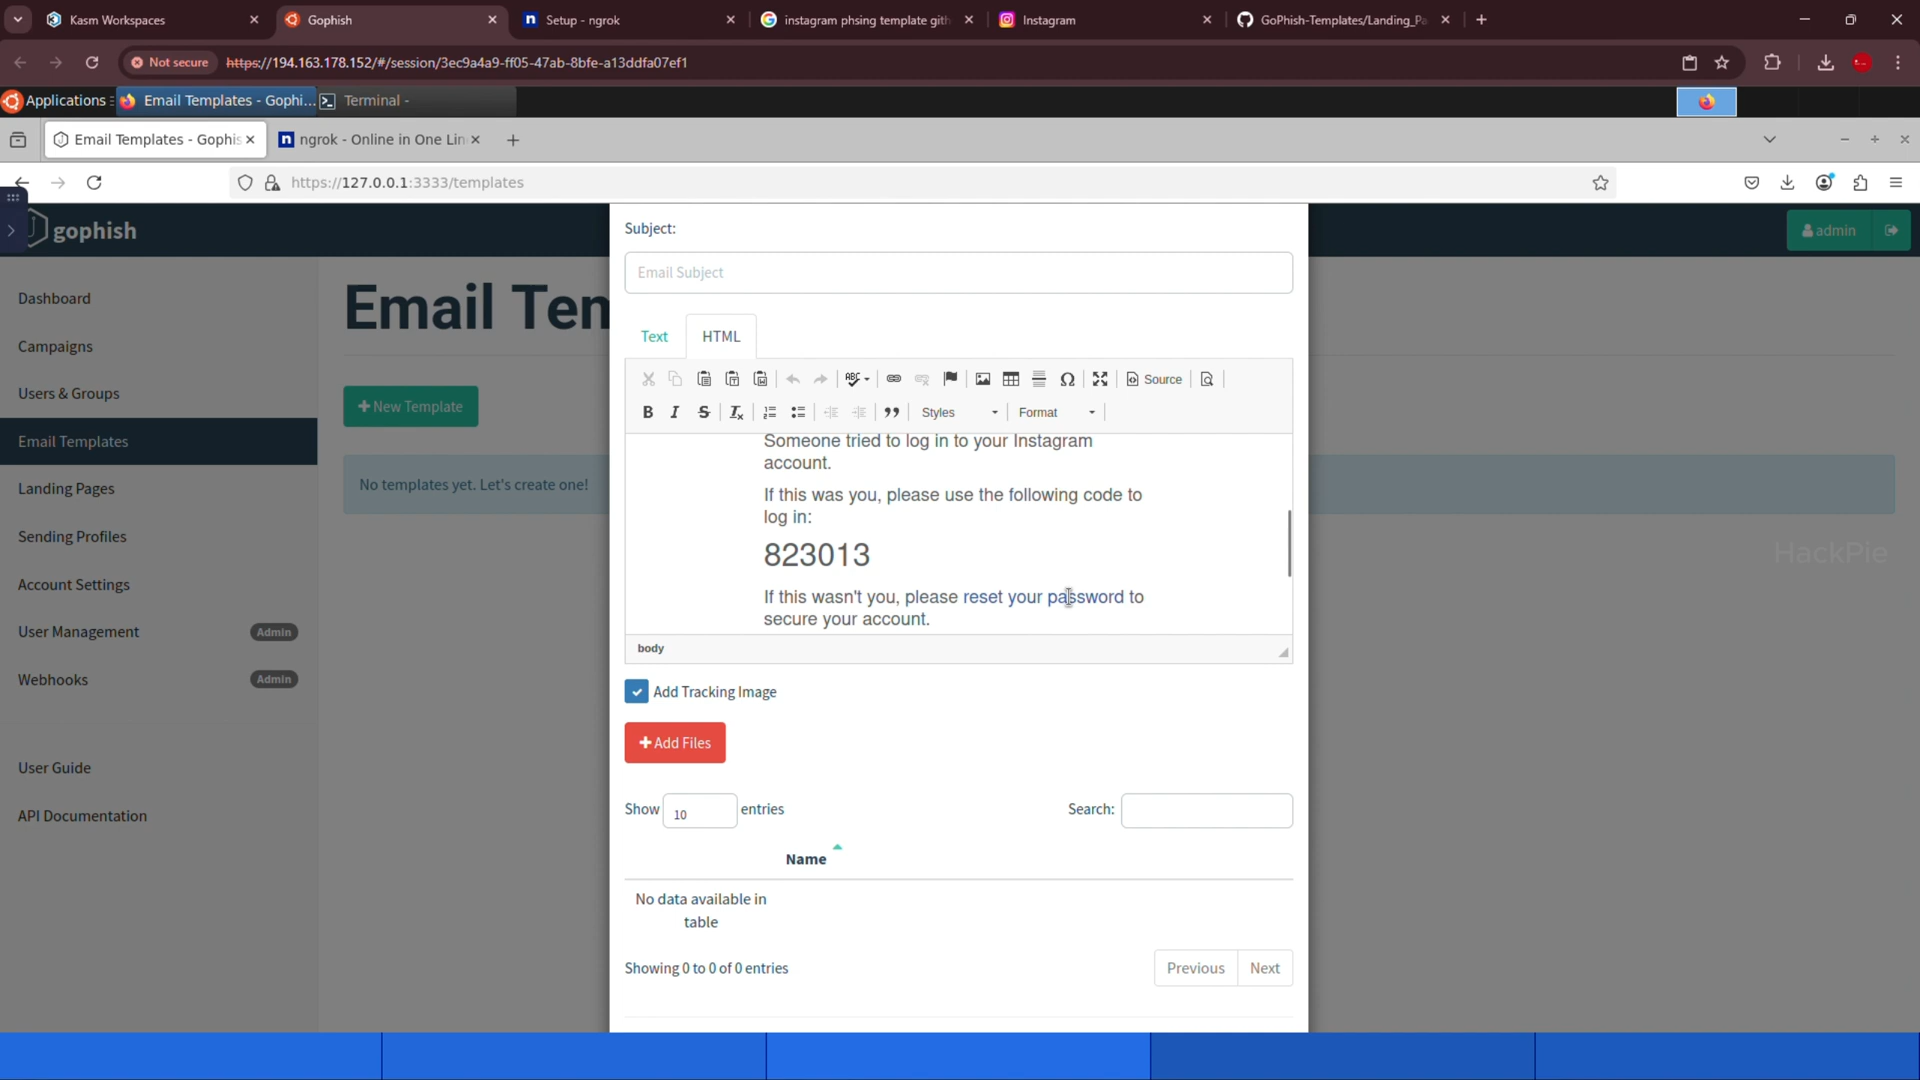 Kasm Workspaces
Gophish
Setup - ngrok
instagram phsing template gith
Instagram
GoPhish-Templates/Landing_Pa
Not secure
https://194.163.178.152/#/session/3ec9a4a9-ff05-47ab-8bfe-a13ddfa07ef1
Applications
Email Templates - Gophi...
Terminal -
Email Templates - Gophis
ngrok - Online in One Lin
https://127.0.0.1:3333/templates
gophish
admin
Dashboard
Campaigns
Users & Groups
Email Templates
Landing Pages
Sending Profiles
Account Settings
User Management
Admin
Webhooks
Admin
User Guide
API Documentation
Email Tem
New Template
No templates yet. Let's create one!
HackPie
Subject:
Email Subject
Text
HTML
ABC
Source
B I S
Styles
Format
Someone tried to log in to your Instagram
account.
If this was you, please use the following code to
log in:
823013
If this wasn't you, please reset your password to
secure your account.
body
Add Tracking Image
Add Files
Show 10 entries
Search:
Name
No data available in
table
Showing 0 to 0 of 0 entries
Previous
Next